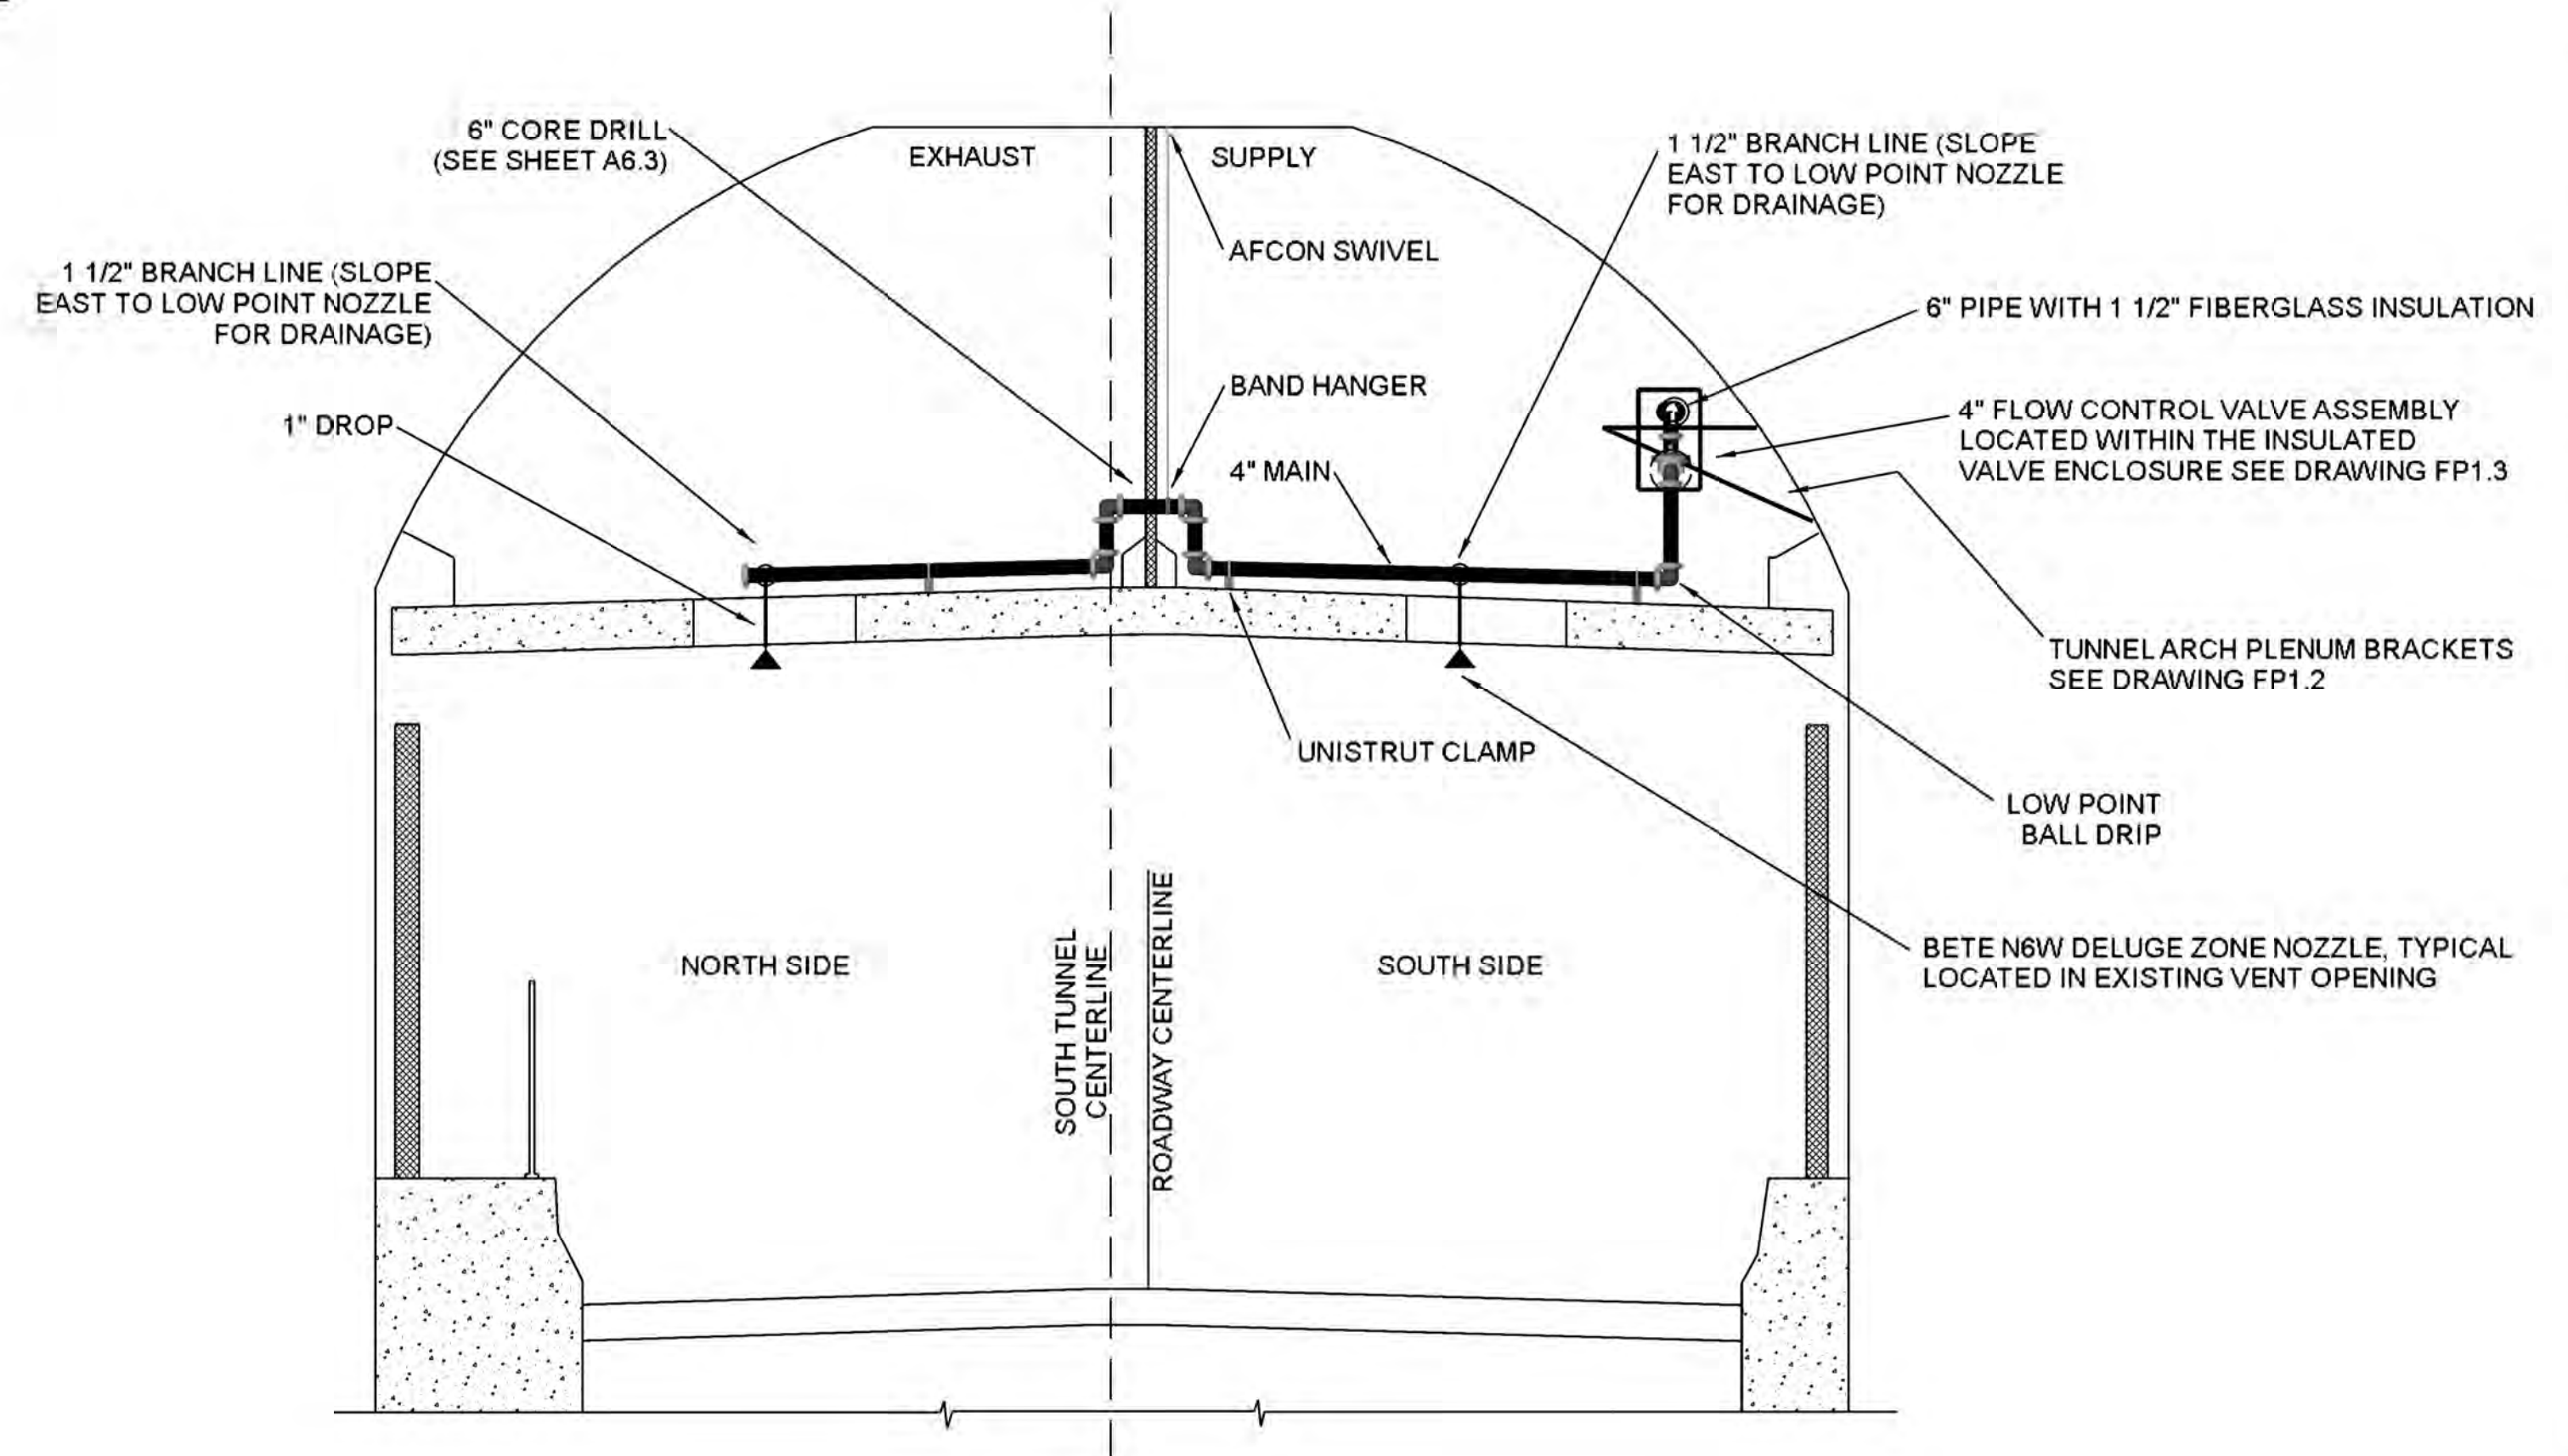 6" CORE DRILL
(SEE SHEET A6.3)
EXHAUST
SUPPLY
1 1/2" BRANCH LINE (SLOPE
EAST TO LOW POINT NOZZLE
FOR DRAINAGE)
AFCON SWIVEL
1 1/2" BRANCH LINE (SLOPE
EAST TO LOW POINT NOZZLE
FOR DRAINAGE)
6" PIPE WITH 1 1/2" FIBERGLASS INSULATION
BAND HANGER
1" DROP
4" FLOW CONTROL VALVE ASSEMBLY
LOCATED WITHIN THE INSULATED
VALVE ENCLOSURE SEE DRAWING FP1.3
4" MAIN
TUNNEL ARCH PLENUM BRACKETS
SEE DRAWING FP1.2
UNISTRUT CLAMP
LOW POINT
BALL DRIP
NORTH SIDE
SOUTH TUNNEL
CENTERLINE
ROADWAY CENTERLINE
SOUTH SIDE
BETE N6W DELUGE ZONE NOZZLE, TYPICAL
LOCATED IN EXISTING VENT OPENING